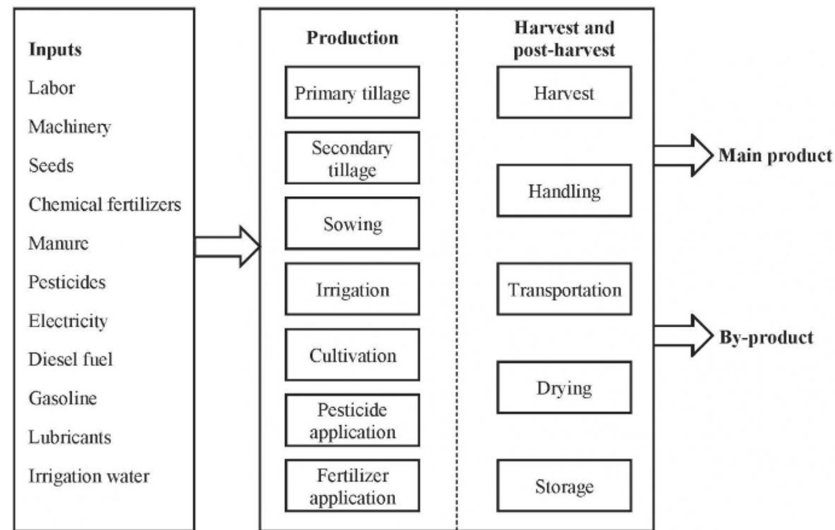 Inputs
Labor
Machinery
Seeds
Chemical fertilizers
Manure
Pesticides
Electricity
Diesel fuel
Gasoline
Lubricants
Irrigation water
Production
Primary tillage
Secondary
tillage
Sowing
Irrigation
Cultivation
Pesticide
application
Fertilizer
application
Harvest and
post-harvest
Harvest
Handling
Transportation
Drying
Storage
Main product
By-product